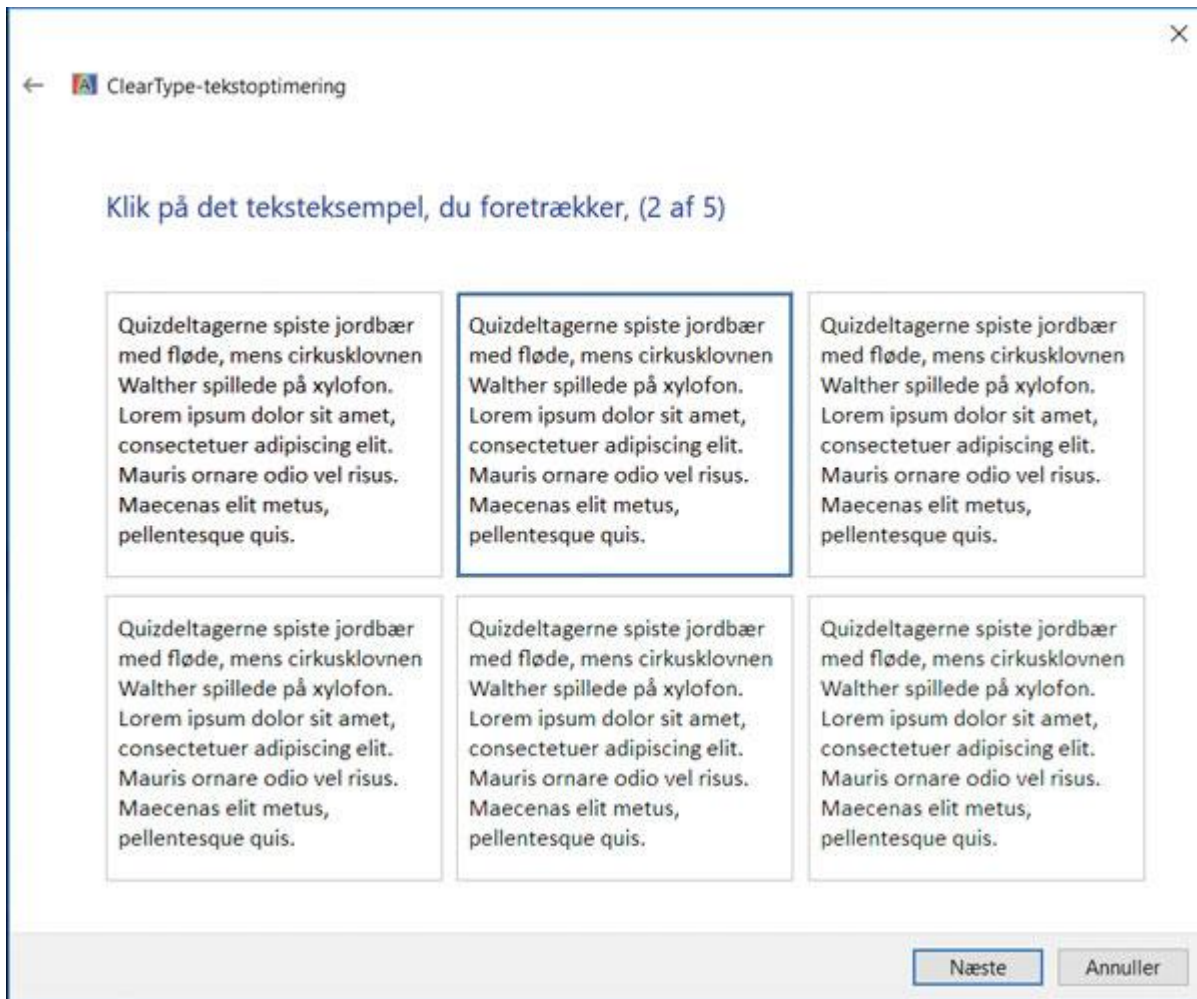 ClearType-tekstoptimering
Klik på det teksteksempel, du foretrækker, (2 af 5)
Quizdeltagerne spiste jordbær
med fløde, mens cirkusklovnen
Walther spillede på xylofon.
Lorem ipsum dolor sit amet,
consectetuer adipiscing elit.
Mauris ornare odio vel risus.
Maecenas elit metus,
pellentesque quis.
Quizdeltagerne spiste jordbær
med fløde, mens cirkusklovnen
Walther spillede på xylofon.
Lorem ipsum dolor sit amet,
consectetuer adipiscing elit.
Mauris ornare odio vel risus.
Maecenas elit metus,
pellentesque quis.
Quizdeltagerne spiste jordbær
med fløde, mens cirkusklovnen
Walther spillede på xylofon.
Lorem ipsum dolor sit amet,
consectetuer adipiscing elit.
Mauris ornare odio vel risus.
Maecenas elit metus,
pellentesque quis.
Quizdeltagerne spiste jordbær
med fløde, mens cirkusklovnen
Walther spillede på xylofon.
Lorem ipsum dolor sit amet,
consectetuer adipiscing elit.
Mauris ornare odio vel risus.
Maecenas elit metus,
pellentesque quis.
Quizdeltagerne spiste jordbær
med fløde, mens cirkusklovnen
Walther spillede på xylofon.
Lorem ipsum dolor sit amet,
consectetuer adipiscing elit.
Mauris ornare odio vel risus.
Maecenas elit metus,
pellentesque quis.
Quizdeltagerne spiste jordbær
med fløde, mens cirkusklovnen
Walther spillede på xylofon.
Lorem ipsum dolor sit amet,
consectetuer adipiscing elit.
Mauris ornare odio vel risus.
Maecenas elit metus,
pellentesque quis.
Næste
Annuller